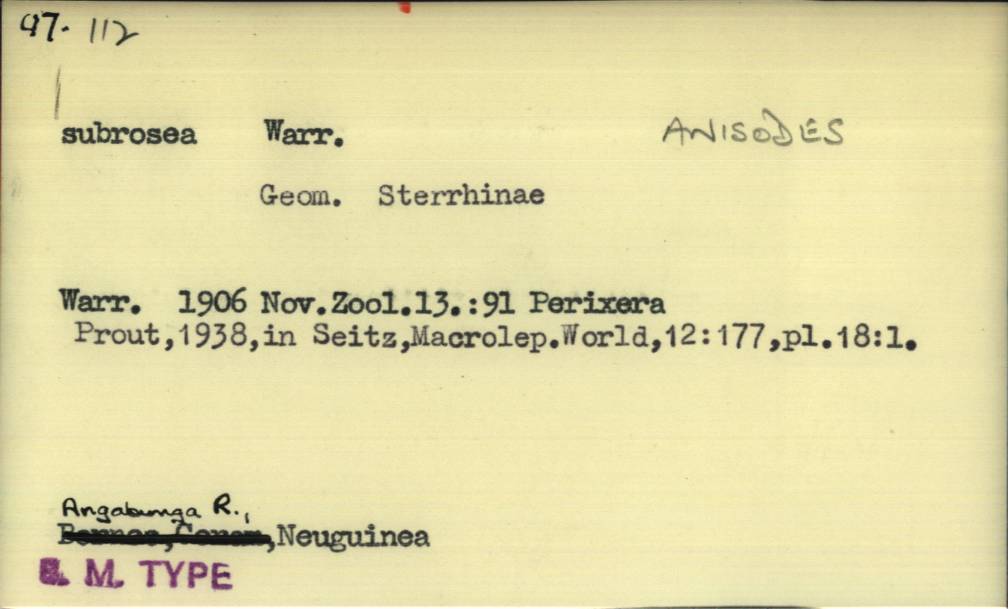 97. 112
subrosea Warr. ANISODES
Geom. Sterrhinae
Warr. 1906 Nov.Zool.13.:91 Perixera
Prout,1938,in Seitz,Macrolep.World,12:177,pl.18:l.
Angabunga R.,
,Neuguinea
M. TYPE